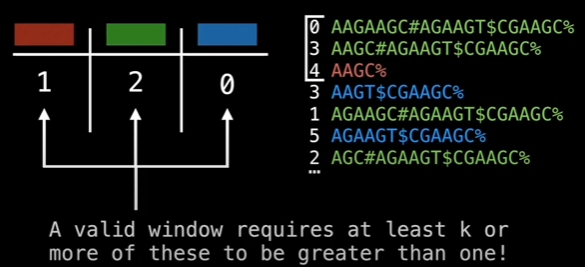 1 2 0
0 AAGAAGC#AGAAGT$CGAAGC%
3 AAGC#AGAAGT$CGAAGC%
4 AAGC%
3 AAGT$CGAAGC%
1 AGAAGC#AGAAGT$CGAAGC%
5 AGAAGT$CGAAGC%
2 AGC#AGAAGT$CGAAGC%
…
A valid window requires at least k or
more of these to be greater than one!